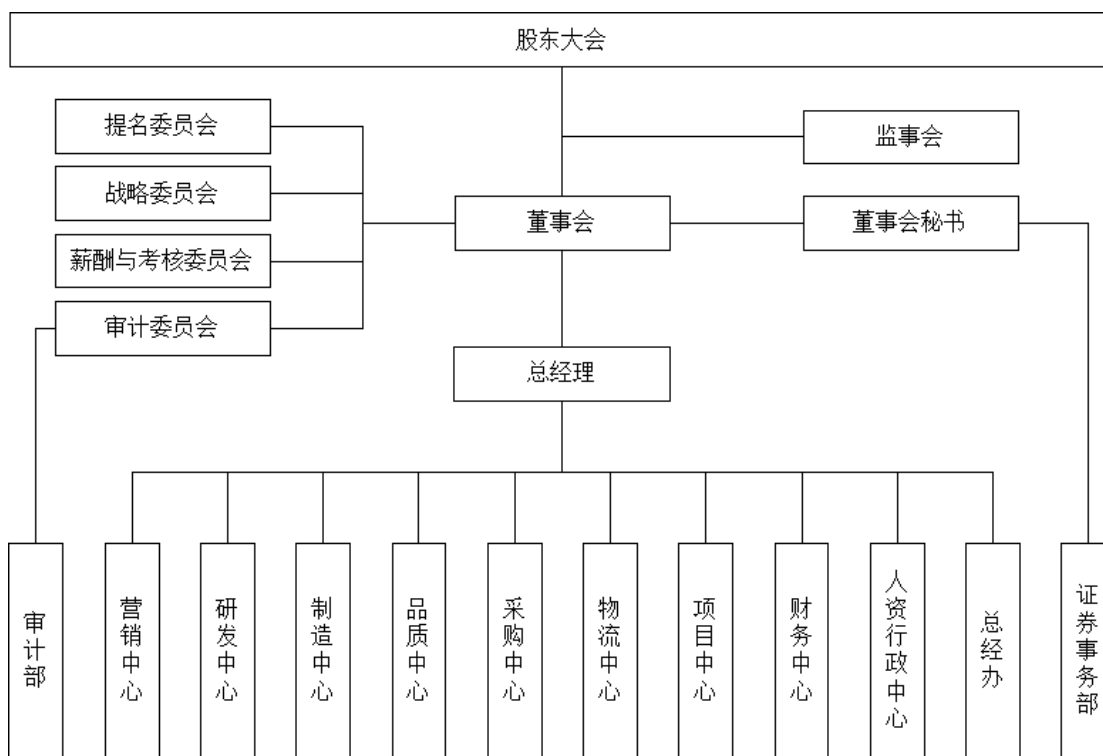 股东大会
提名委员会
监事会
战略委员会
董事会
董事会秘书
薪酬与考核委员会
审计委员会
总经理
审计部
营销中心
研发中心
制造中心
品质中心
采购中心
物流中心
项目中心
财务中心
人资行政中心
总经办
证券事务部